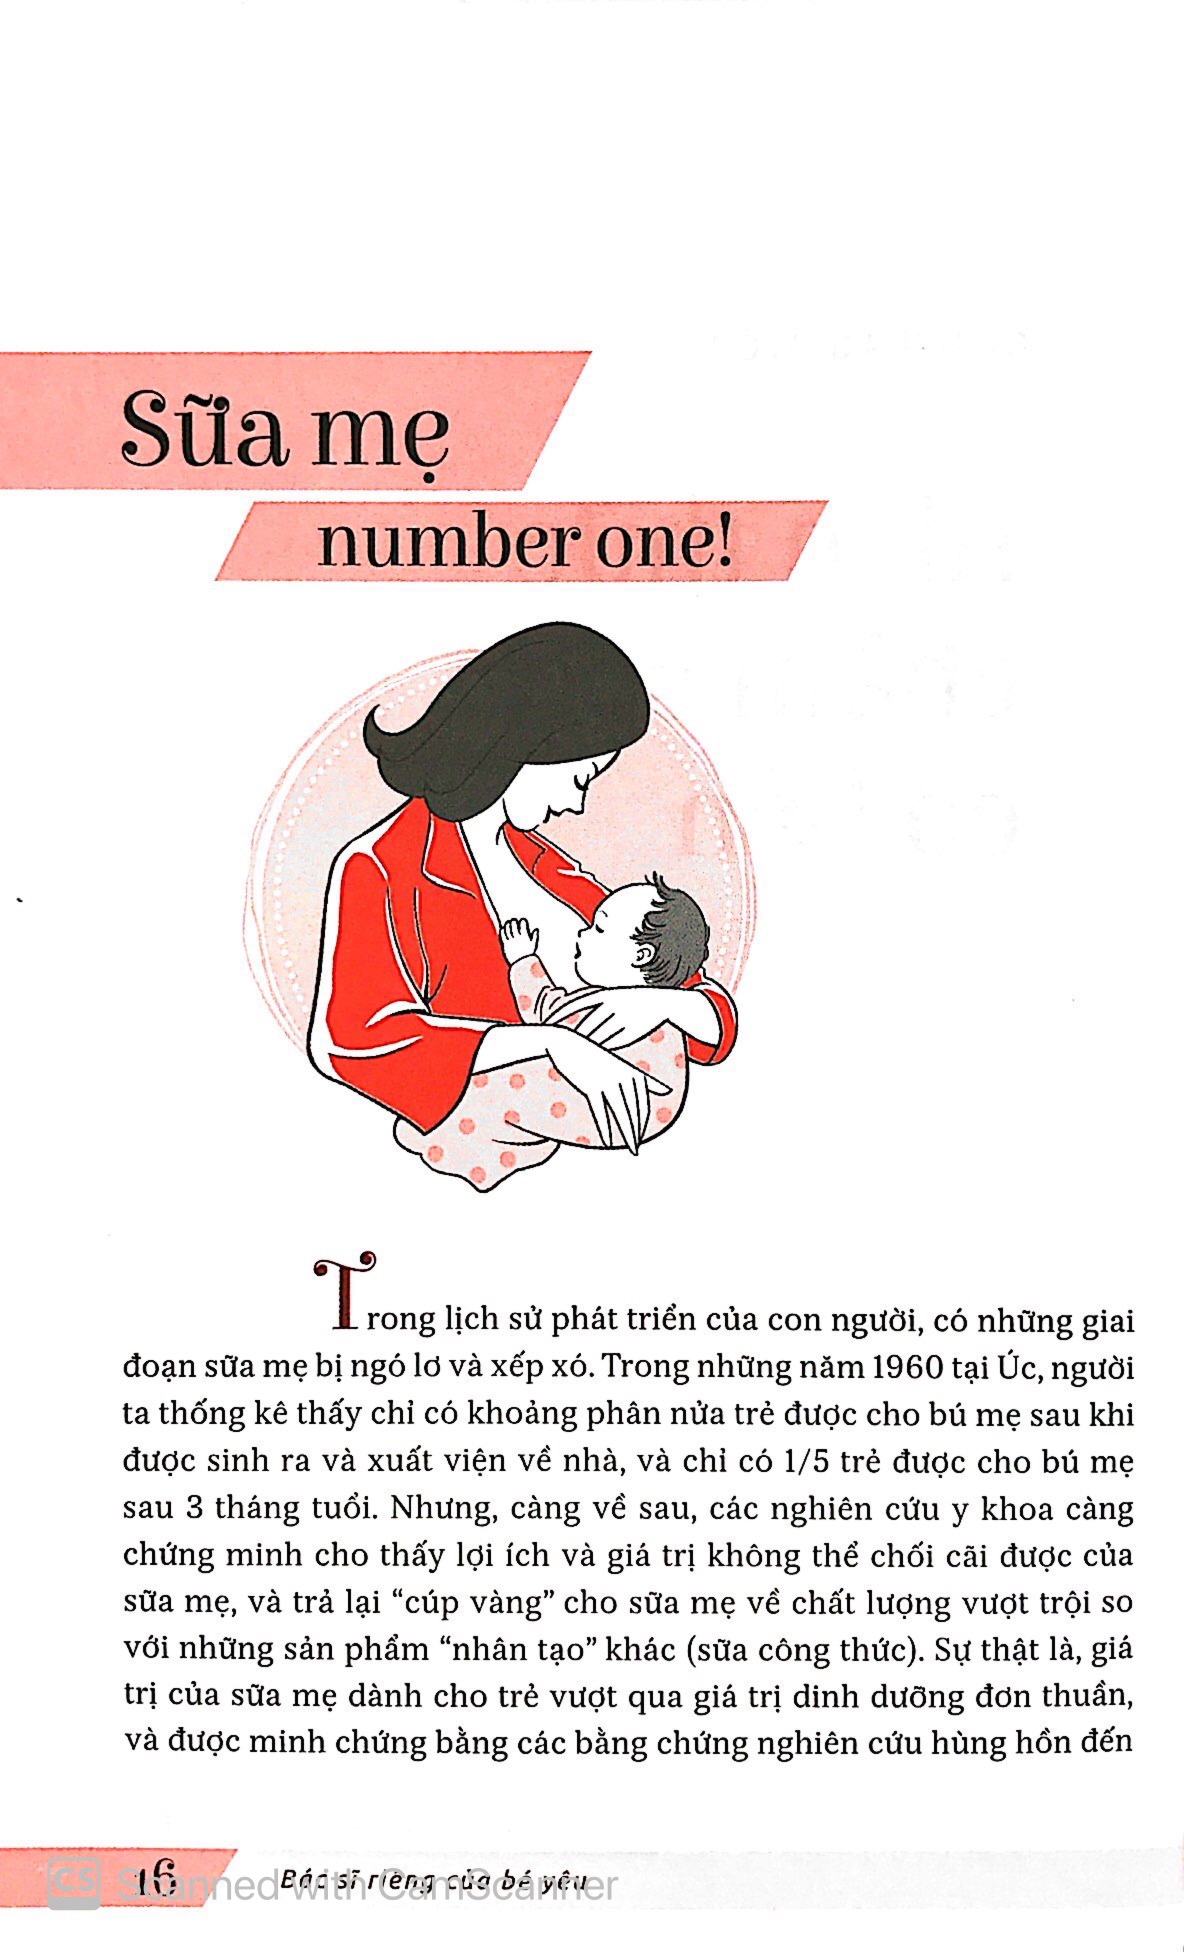 Sữa mẹ
number one!
Trong lịch sử phát triển của con người, có những giai
đoạn sữa mẹ bị ngó lơ và xếp xó. Trong những năm 1960 tại Úc, người
ta thống kê thấy chỉ có khoảng phân nửa trẻ được cho bú mẹ sau khi
được sinh ra và xuất viện về nhà, và chỉ có 1/5 trẻ được cho bú mẹ
sau 3 tháng tuổi. Nhưng, càng về sau, các nghiên cứu y khoa càng
chứng minh cho thấy lợi ích và giá trị không thể chối cãi được của
sữa mẹ, và trả lại “cúp vàng” cho sữa mẹ về chất lượng vượt trội so
với những sản phẩm “nhân tạo” khác (sữa công thức). Sự thật là, giá
trị của sữa mẹ dành cho trẻ vượt qua giá trị dinh dưỡng đơn thuần,
và được minh chứng bằng các bằng chứng nghiên cứu hùng hồn đến
16 Bác sĩ riêng của bé yêu
CS Scanned with CamScanner